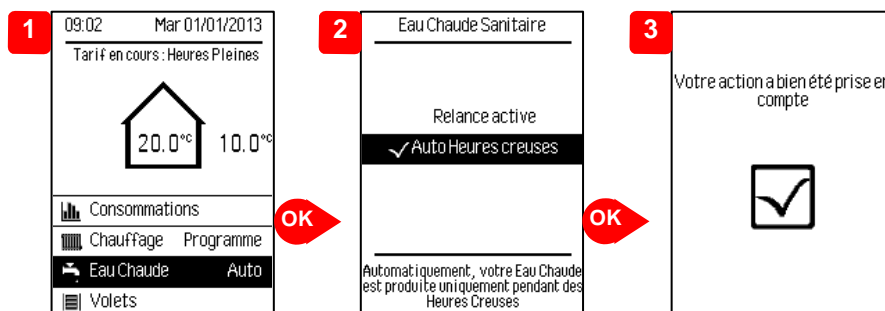 1
09:02 Mar 01/01/2013
Tarif en cours : Heures Pleines
20.0°C 10.0°C
Consommations
Chauffage Programme
Eau Chaude Auto
Volets
OK
2
Eau Chaude Sanitaire
Relance active
Auto Heures creuses
Automatiquement, votre Eau Chaude
est produite uniquement pendant des
Heures Creuses
OK
3
Votre action a bien été prise en
compte